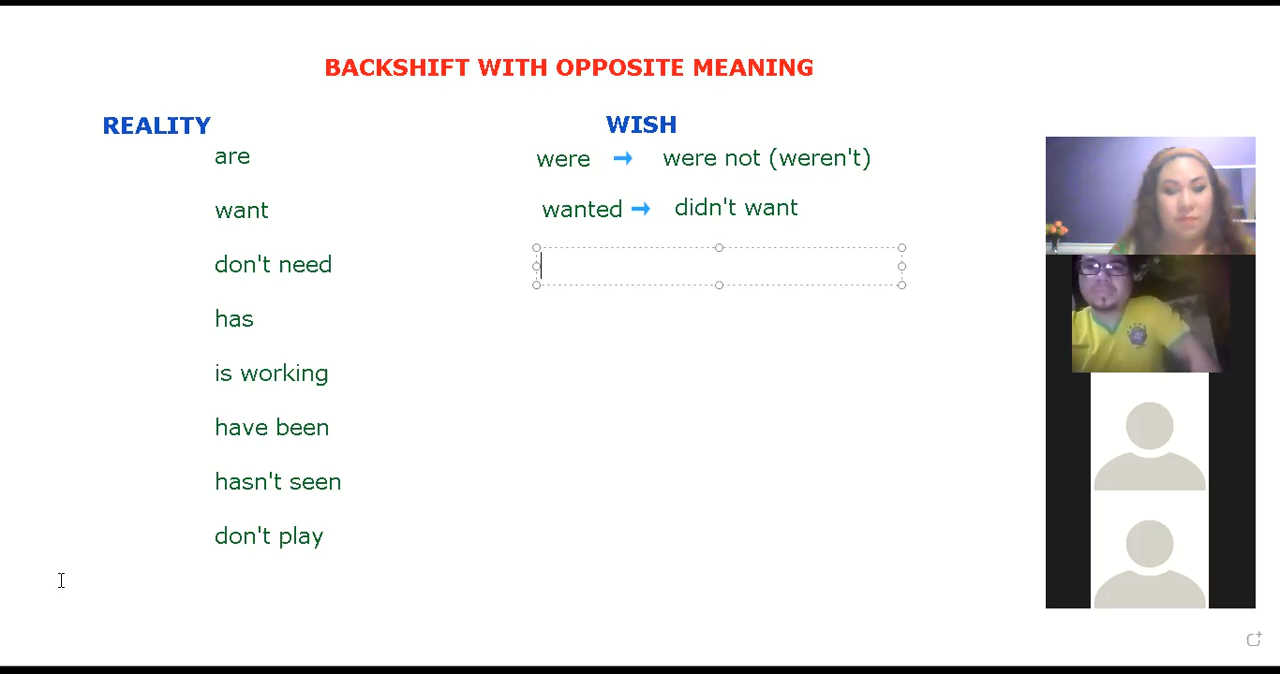 BACKSHIFT WITH OPPOSITE MEANING
REALITY WISH
are were ➞ were not (weren't)
want wanted ➞ didn't want
don't need
has
is working
have been
hasn't seen
don't play